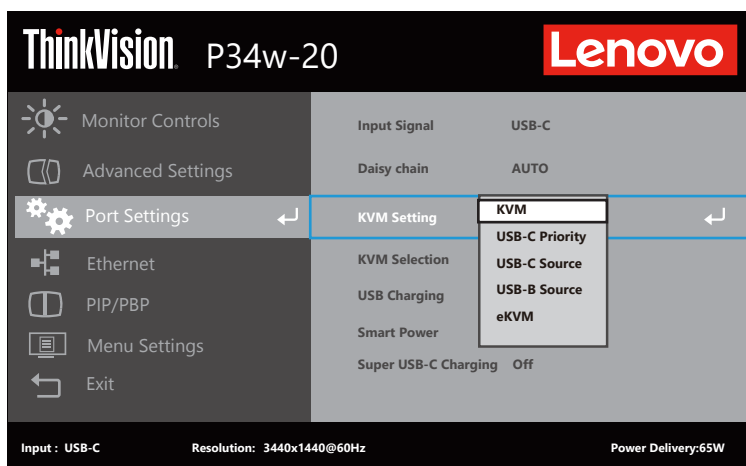 ThinkVision. P34w-20 Lenovo
Monitor Controls
Advanced Settings
Port Settings
Ethernet
PIP/PBP
Menu Settings
Exit
Input Signal USB-C
Daisy chain AUTO
KVM Setting
KVM Selection
USB Charging
Smart Power
Super USB-C Charging Off
KVM
USB-C Priority
USB-C Source
USB-B Source
eKVM
Input : USB-C Resolution: 3440x1440@60Hz Power Delivery:65W